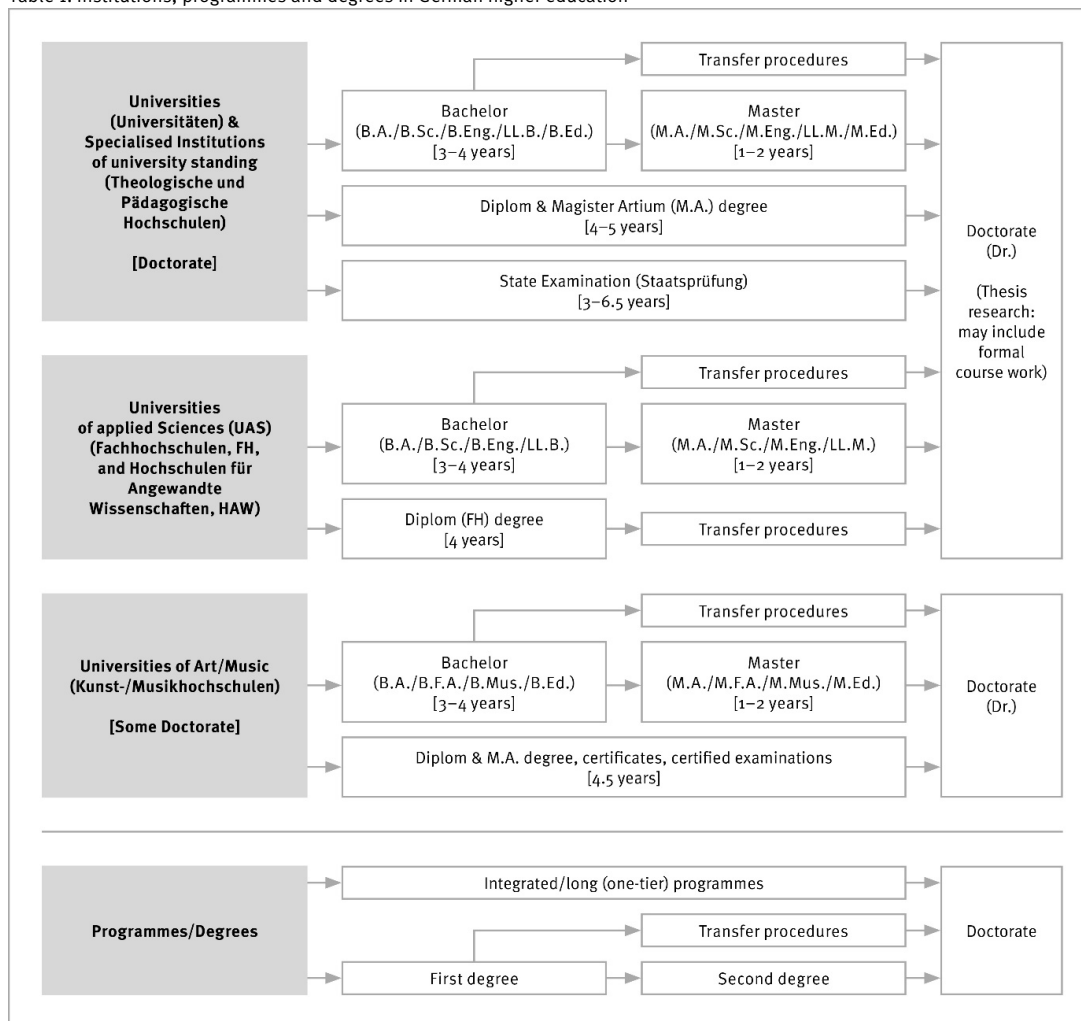 Table 1: Institutions, programmes and degrees in German higher education
Universities
(Universitäten) &
Specialised Institutions
of university standing
(Theologische und
Pädagogische
Hochschulen)
[Doctorate]
Transfer procedures
Bachelor
(B.A./B.Sc./B.Eng./LL.B./B.Ed.)
[3–4 years]
Master
(M.A./M.Sc./M.Eng./LL.M./M.Ed.)
[1–2 years]
Diplom & Magister Artium (M.A.) degree
[4–5 years]
State Examination (Staatsprüfung)
[3–6.5 years]
Doctorate
(Dr.)
(Thesis
research:
may include
formal
course work)
Universities
of applied Sciences (UAS)
(Fachhochschulen, FH,
and Hochschulen für
Angewandte
Wissenschaften, HAW)
Transfer procedures
Bachelor
(B.A./B.Sc./B.Eng./LL.B.)
[3–4 years]
Master
(M.A./M.Sc./M.Eng./LL.M.)
[1–2 years]
Diplom (FH) degree
[4 years]
Transfer procedures
Universities of Art/Music
(Kunst-/Musikhochschulen)
[Some Doctorate]
Transfer procedures
Bachelor
(B.A./B.F.A./B.Mus./B.Ed.)
[3–4 years]
Master
(M.A./M.F.A./M.Mus./M.Ed.)
[1–2 years]
Diplom & M.A. degree, certificates, certified examinations
[4.5 years]
Doctorate
(Dr.)
Programmes/Degrees
Integrated/long (one-tier) programmes
Transfer procedures
First degree
Second degree
Doctorate